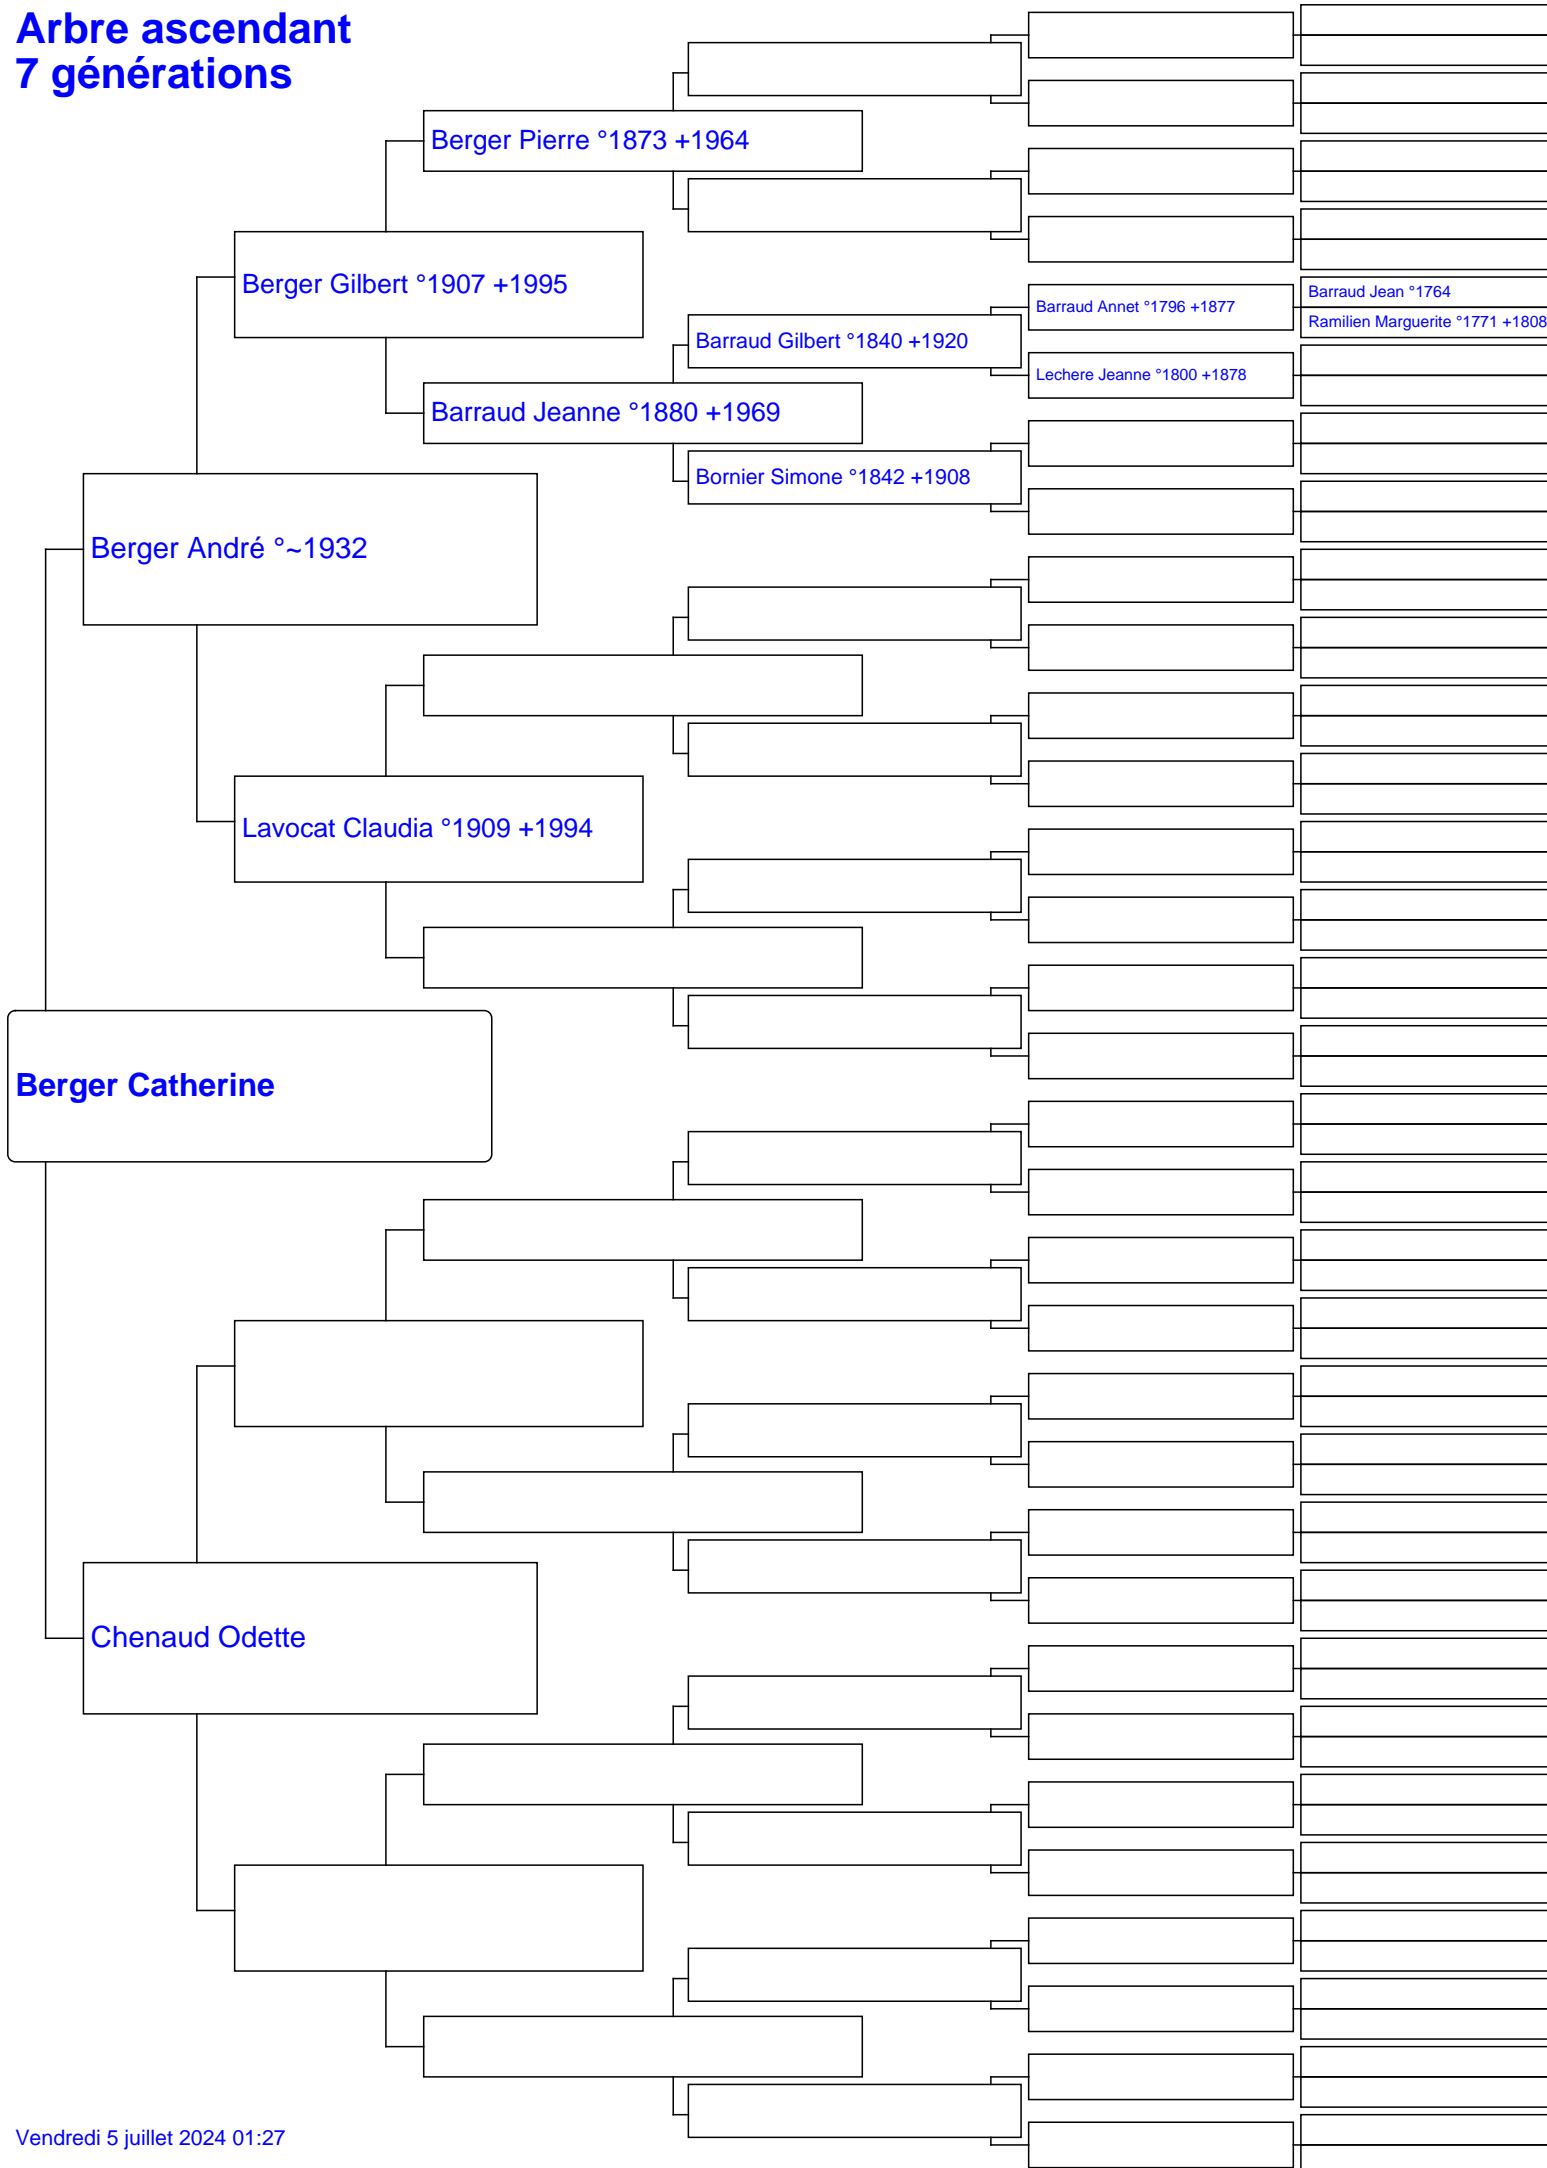 Arbre ascendant
7 générations
Berger Pierre °1873 +1964
Berger Gilbert °1907 +1995
Barraud Jean °1764
Barraud Annet °1796 +1877
Ramilien Marguerite °1771 +1808
Barraud Gilbert °1840 +1920
Lechere Jeanne °1800 +1878
Barraud Jeanne °1880 +1969
Bornier Simone °1842 +1908
Berger André °~1932
Lavocat Claudia °1909 +1994
Berger Catherine
Chenaud Odette
Vendredi 5 juillet 2024 01:27